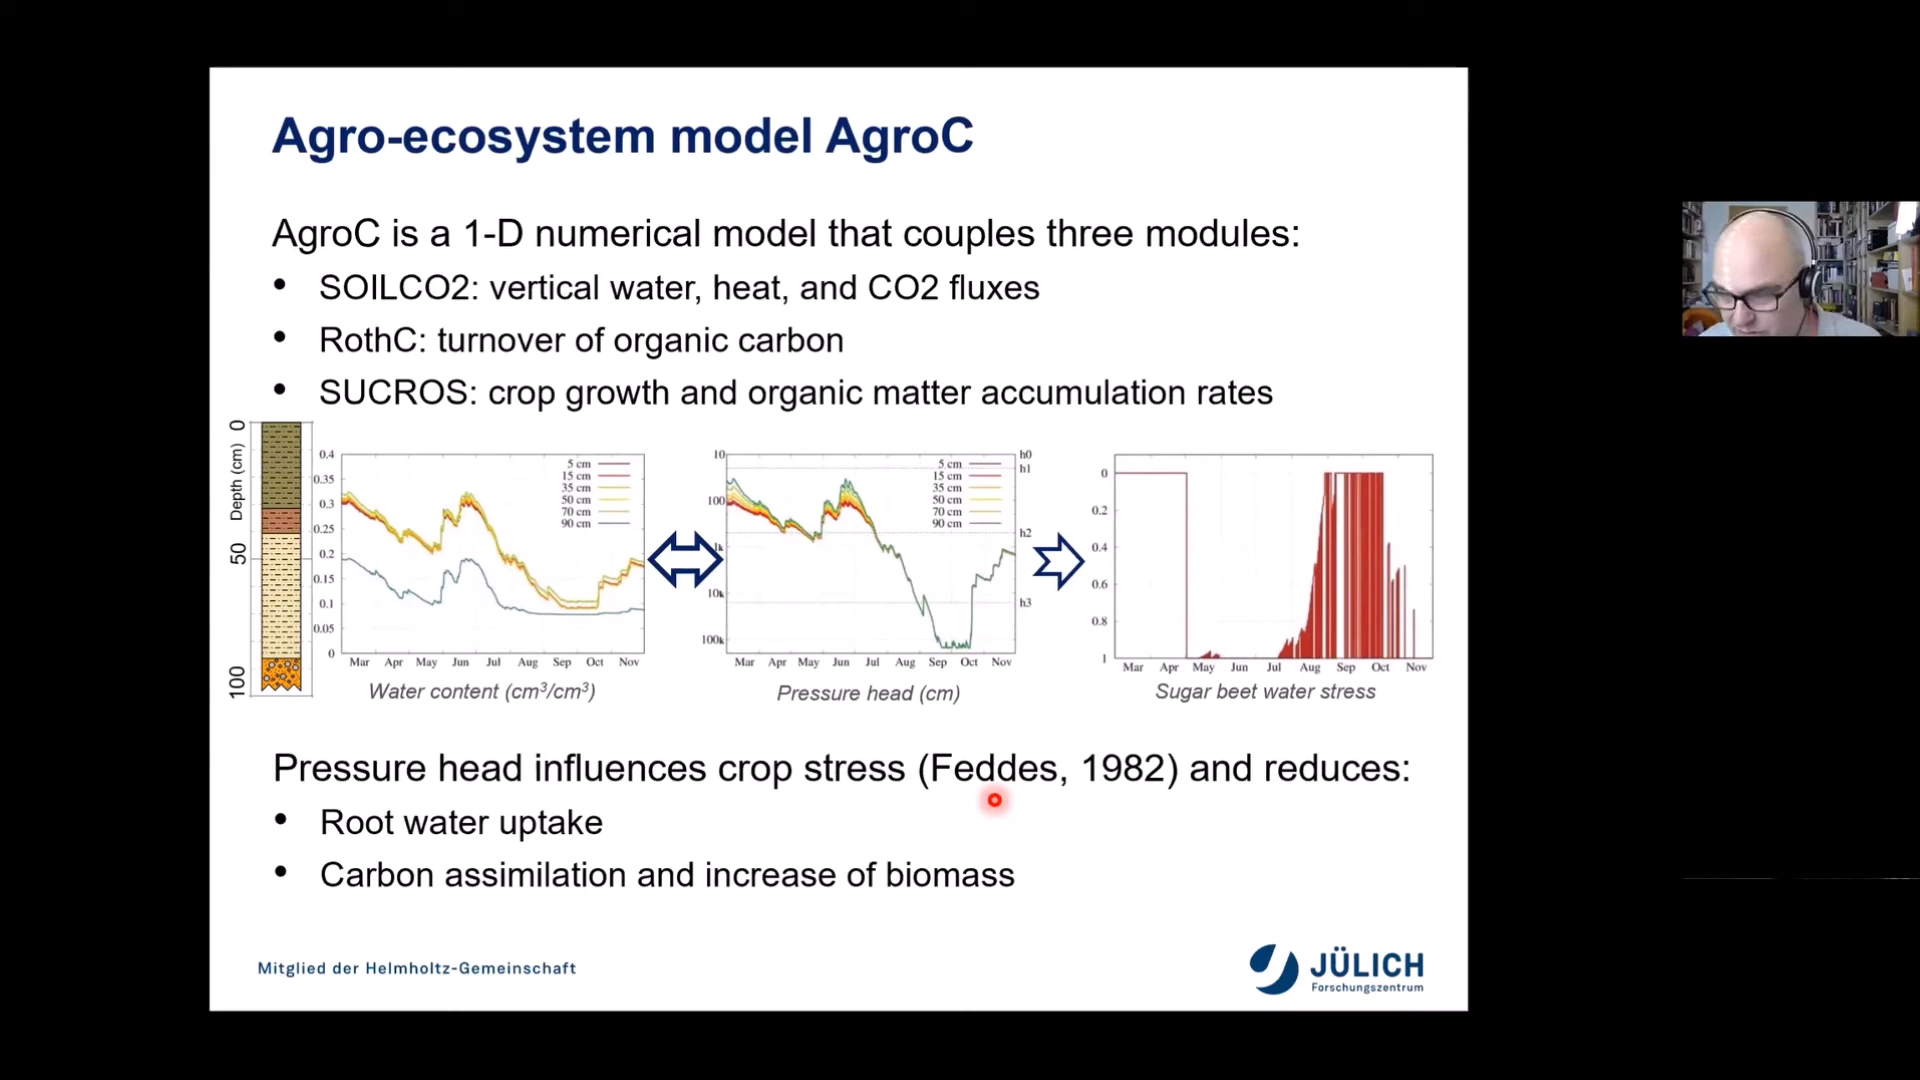 Agro-ecosystem model AgroC
AgroC is a 1-D numerical model that couples three modules:
• SOILCO2: vertical water, heat, and CO2 fluxes
• RothC: turnover of organic carbon
• SUCROS: crop growth and organic matter accumulation rates
Depth (cm)
0
50
100
0.4
0.35
0.3
0.25
0.2
0.15
0.1
0.05
0
5 cm
15 cm
35 cm
50 cm
70 cm
90 cm
Mar Apr May Jun Jul Aug Sep Oct Nov
Water content (cm³/cm³)
10
100
1k
10k
100k
5 cm
15 cm
35 cm
50 cm
70 cm
90 cm
h0
h1
h2
h3
Mar Apr May Jun Jul Aug Sep Oct Nov
Pressure head (cm)
0
0.2
0.4
0.6
0.8
1
Mar Apr May Jun Jul Aug Sep Oct Nov
Sugar beet water stress
Pressure head influences crop stress (Feddes, 1982) and reduces:
• Root water uptake
• Carbon assimilation and increase of biomass
Mitglied der Helmholtz-Gemeinschaft
JÜLICH
Forschungszentrum